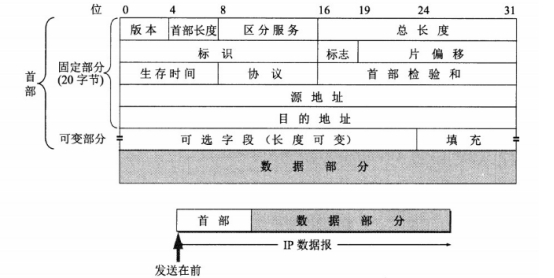 位 0 4 8 16 19 24 31
版本 首部长度 区分服务 总长度
标识 标志 片偏移
固定部分
(20字节)
首部
生存时间 协议 首部检验和
源地址
目的地址
可变部分 可选字段(长度可变) 填充
数据部分
首部 数据部分
IP数据报
发送在前